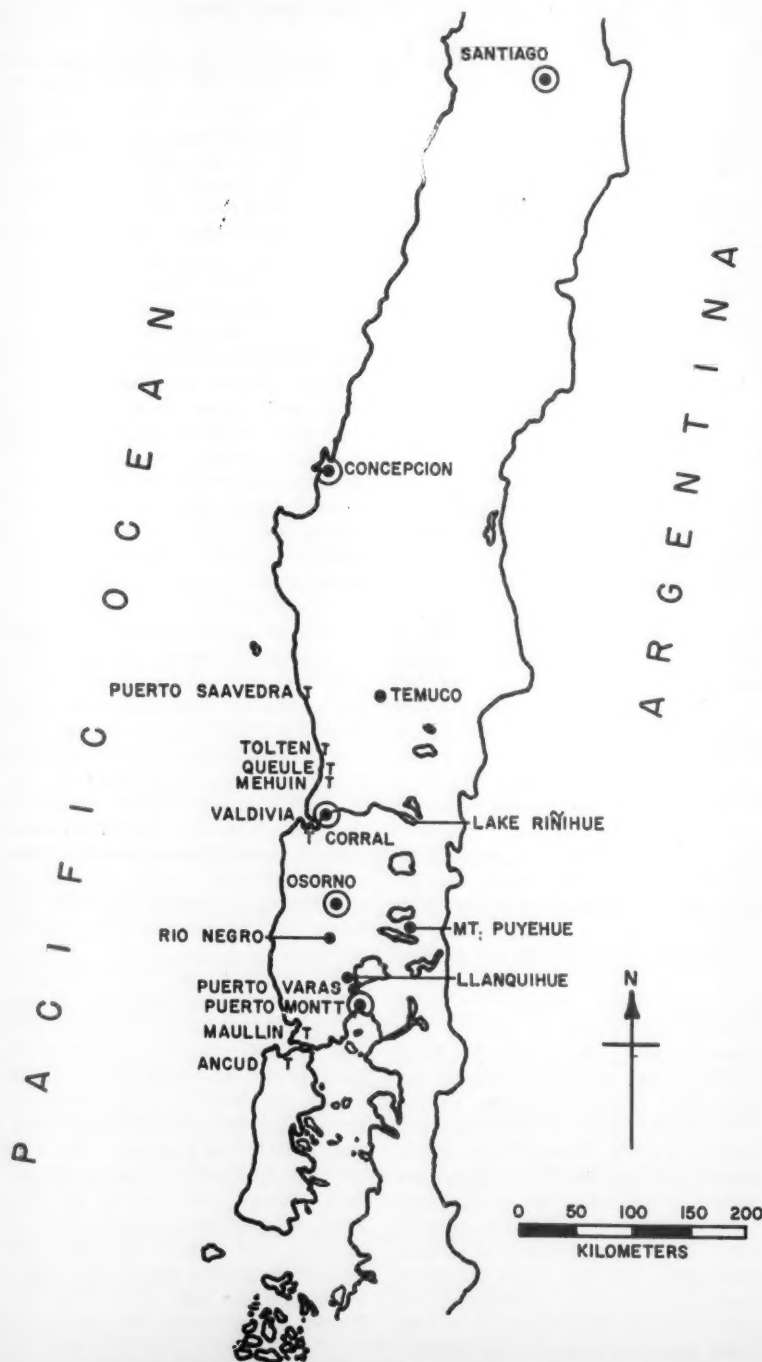 SANTIAGO
PACIFIC OCEAN
ARGENTINA
CONCEPCION
PUERTO SAAVEDRA T
TEMUCO
TOLTEN T
QUEULE T
MEHUIN T
VALDIVIA
LAKE RIÑIHUE
T CORRAL
OSORNO
RIO NEGRO
MT. PUYEHUE
PUERTO VARAS
LLANQUIHUE
PUERTO MONTT
MAULLIN T
ANCUD T
N
0 50 100 150 200
KILOMETERS